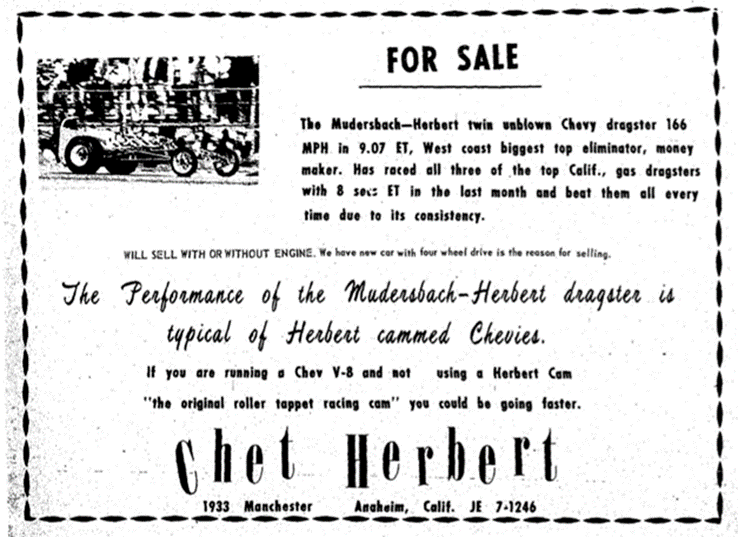 FOR SALE
The Mudersbach—Herbert twin unblown Chevy dragster 166
MPH in 9.07 ET, West coast biggest top eliminator, money
maker. Has raced all three of the top Calif., gas dragsters
with 8 secs ET in the last month and beat them all every
time due to its consistency.
WILL SELL WITH OR WITHOUT ENGINE. We have new car with four wheel drive is the reason for selling.
The Performance of the Mudersbach-Herbert dragster is
typical of Herbert cammed Chevies.
If you are running a Chev V-8 and not using a Herbert Cam
"the original roller tappet racing cam" you could be going faster.
Chet Herbert
1933 Manchester Anaheim, Calif. JE 7-1246